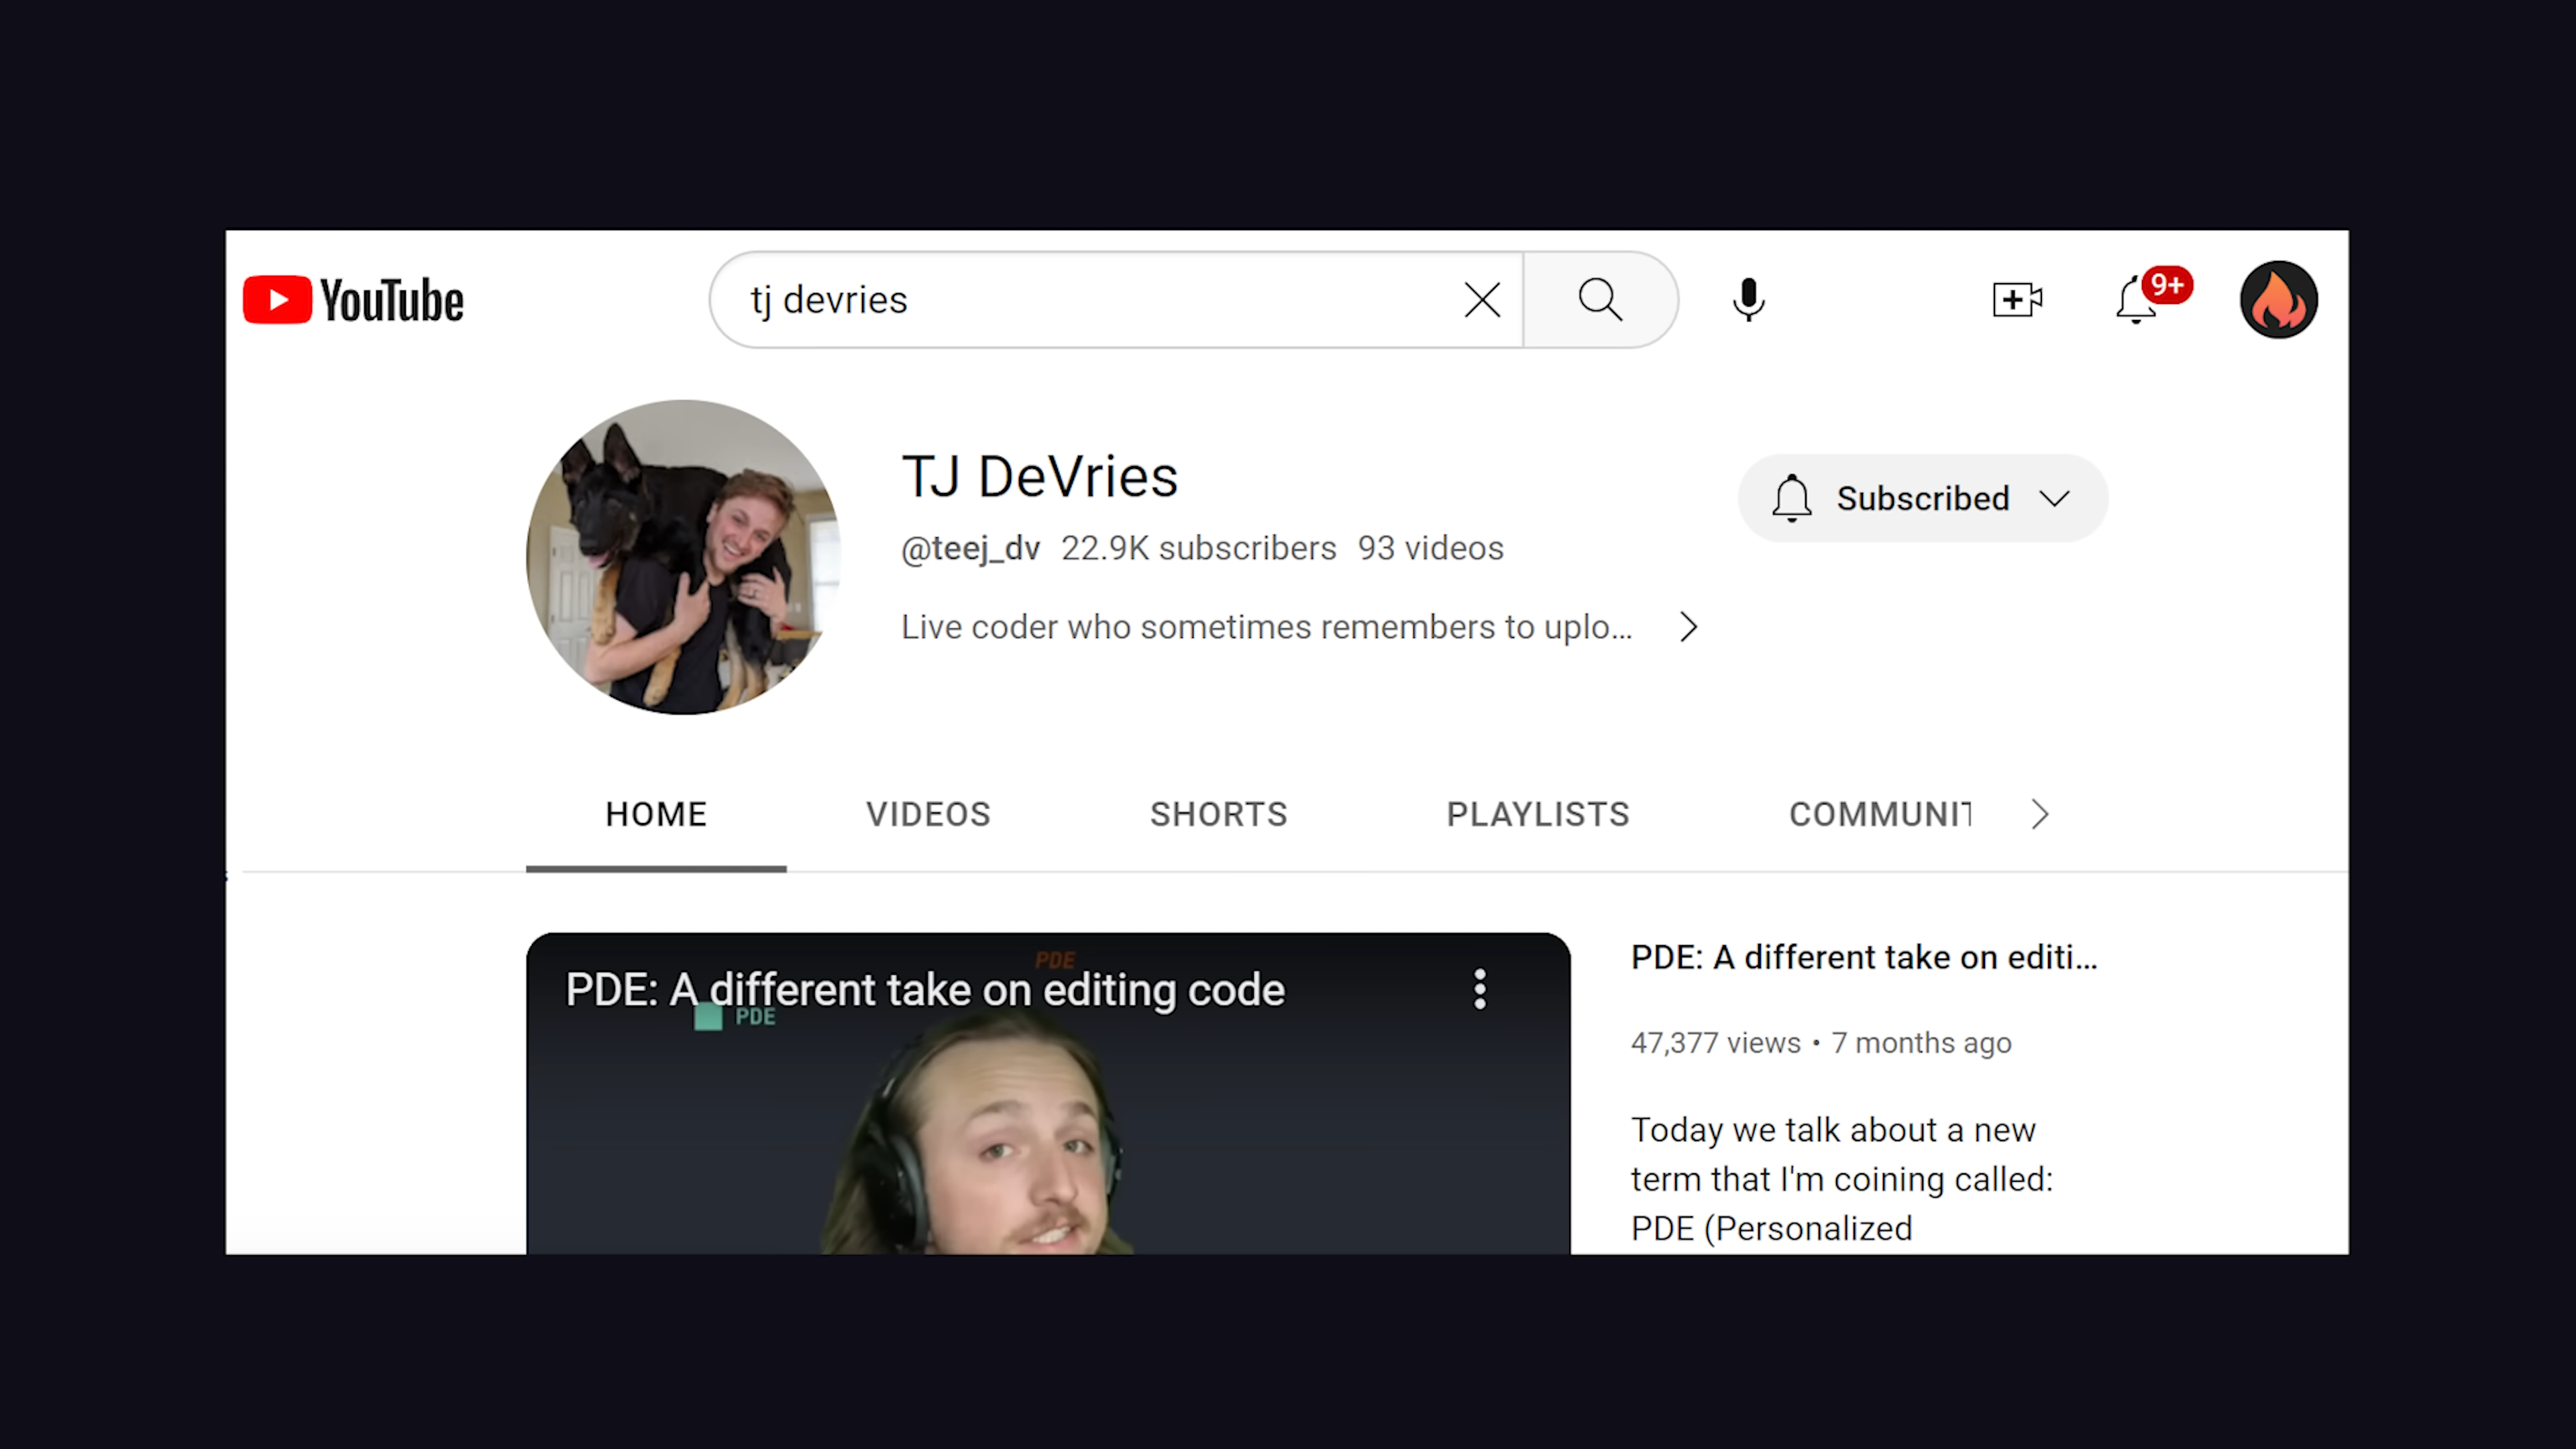 YouTube
tj devries
9+
TJ DeVries
Subscribed
@teej_dv 22.9K subscribers 93 videos
Live coder who sometimes remembers to uplo...
HOME
VIDEOS
SHORTS
PLAYLISTS
COMMUNIT
PDE
PDE: A different take on editing code
PDE
PDE: A different take on editi...
47,377 views • 7 months ago
Today we talk about a new
term that I'm coining called:
PDE (Personalized